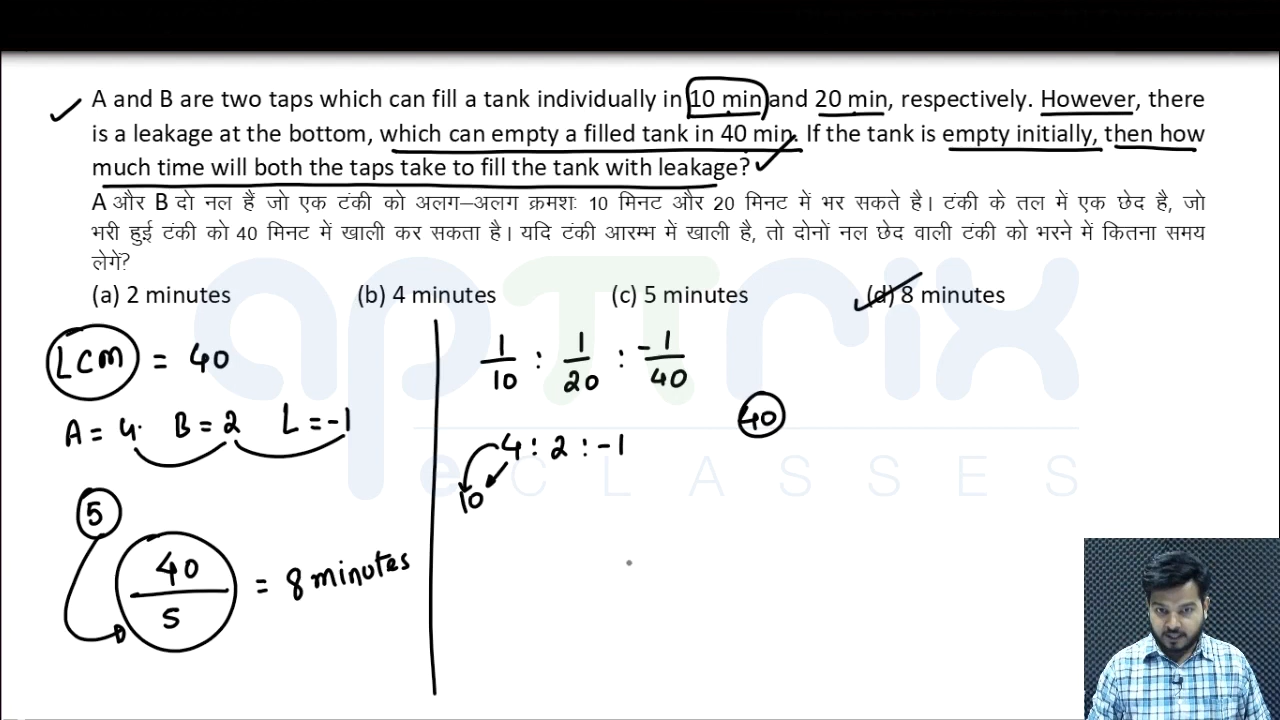 A and B are two taps which can fill a tank individually in 10 min and 20 min, respectively. However, there
is a leakage at the bottom, which can empty a filled tank in 40 min. If the tank is empty initially, then how
much time will both the taps take to fill the tank with leakage?
A और B दो नल हैं जो एक टंकी को अलग–अलग क्रमशः 10 मिनट और 20 मिनट में भर सकते है। टंकी के तल में एक छेद है, जो
भरी हुई टंकी को 40 मिनट में खाली कर सकता है। यदि टंकी आरम्भ में खाली है, तो दोनों नल छेद वाली टंकी को भरने में कितना समय
लेगें?
(a) 2 minutes (b) 4 minutes (c) 5 minutes (d) 8 minutes
LCM = 40
A = 4 B = 2 L = -1
5
40
5
= 8 minutes
1/10 : 1/20 : -1/40
4 : 2 : -1
10
40
apttrix
eCLASSES